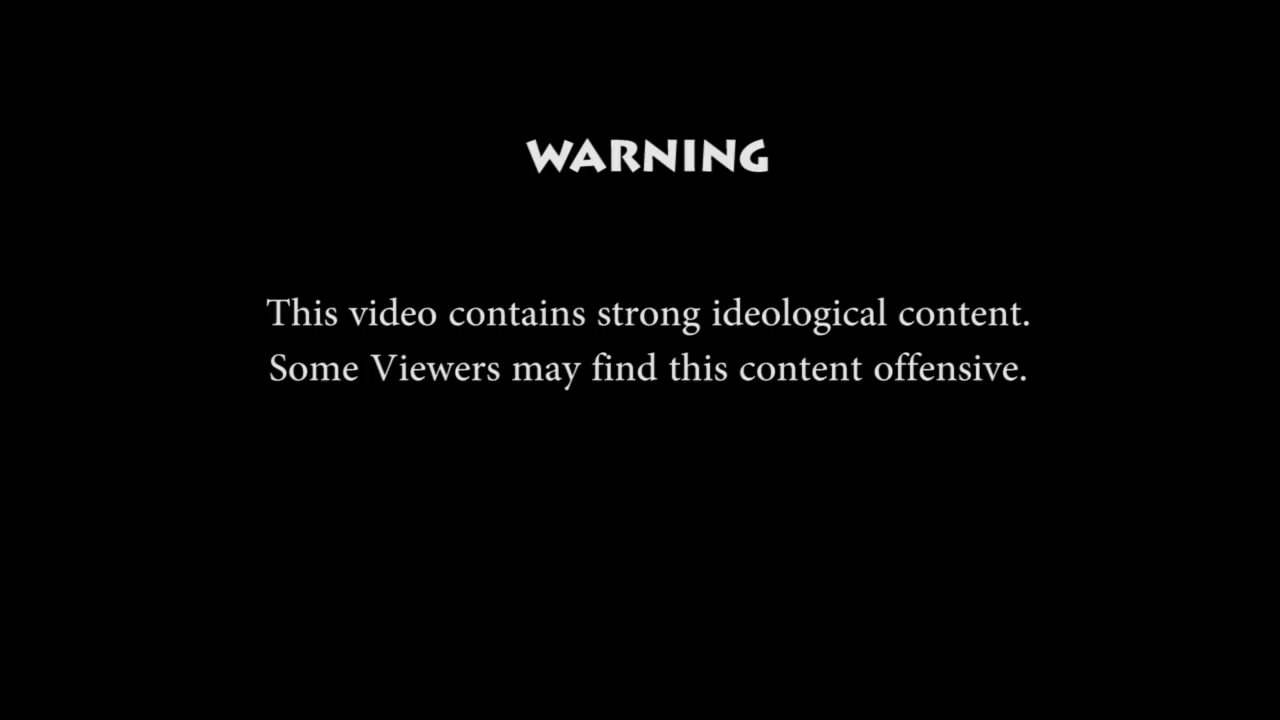 WARNING
This video contains strong ideological content.
Some Viewers may find this content offensive.